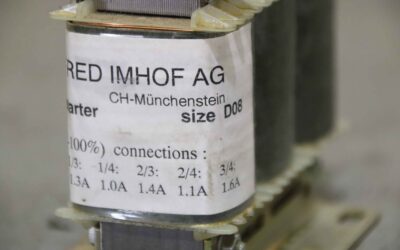 RED IMHOF AG
CH-Münchenstein
arter size D08
-100%) connections :
1/3: 1/4: 2/3: 2/4: 3/4:
.3A 1.0A 1.4A 1.1A 1.6A